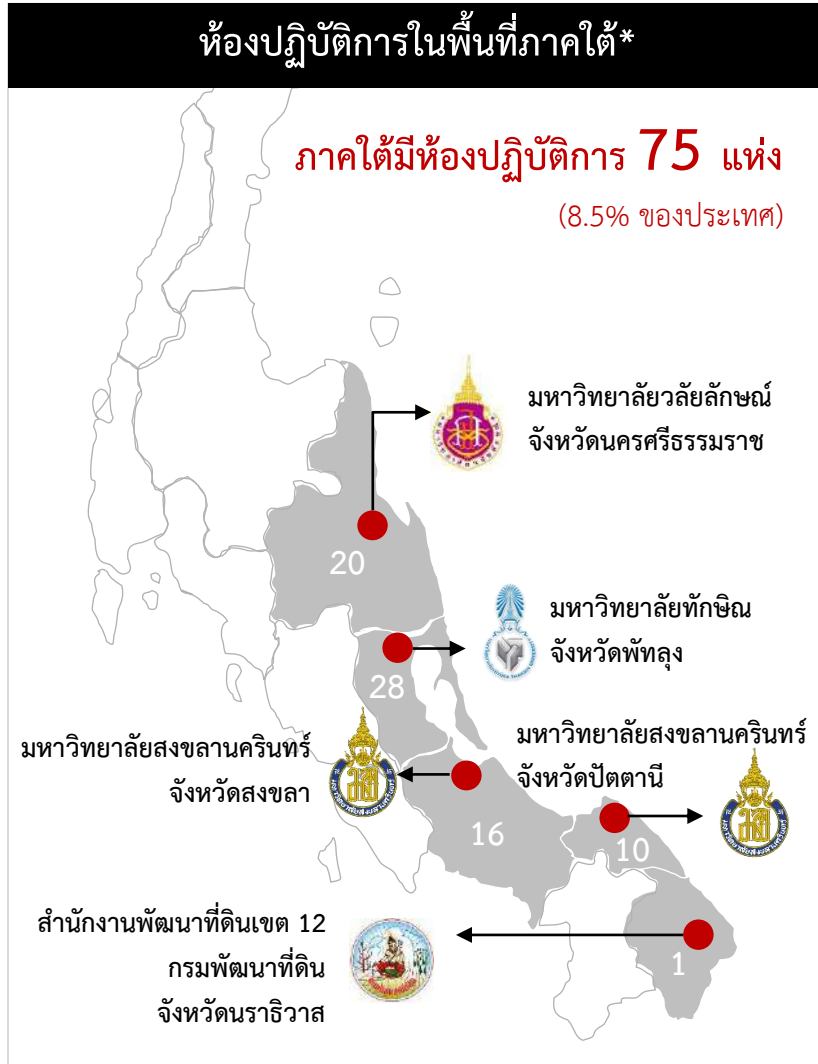 ห้องปฏิบัติการในพื้นที่ภาคใต้*
ภาคใต้มีห้องปฏิบัติการ 75 แห่ง
(8.5% ของประเทศ)
มหาวิทยาลัยวลัยลักษณ์
จังหวัดนครศรีธรรมราช
20
มหาวิทยาลัยทักษิณ
จังหวัดพัทลุง
28
มหาวิทยาลัยสงขลานครินทร์
จังหวัดสงขลา
16
มหาวิทยาลัยสงขลานครินทร์
จังหวัดปัตตานี
10
สำนักงานพัฒนาที่ดินเขต 12
กรมพัฒนาที่ดิน
จังหวัดนราธิวาส
1